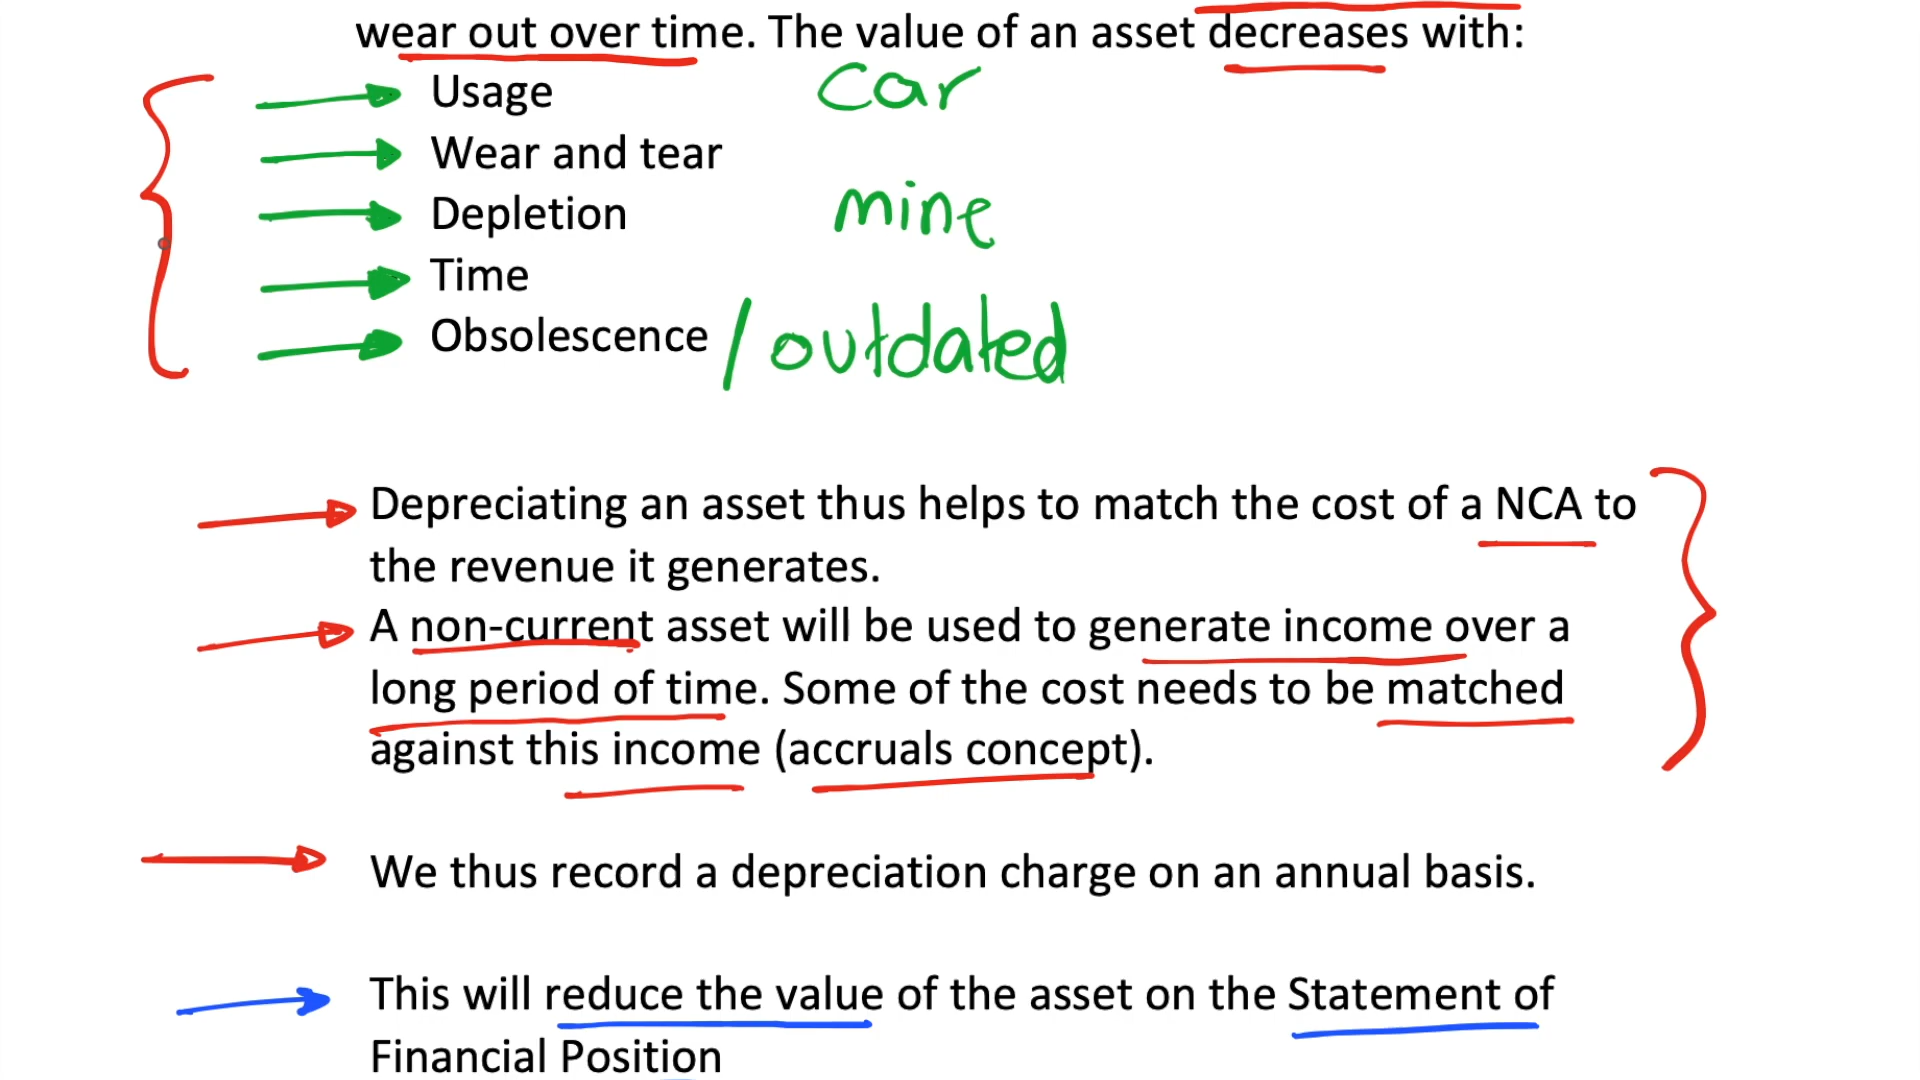 wear out over time. The value of an asset decreases with:
Usage car
Wear and tear
Depletion mine
Time
Obsolescence / outdated
Depreciating an asset thus helps to match the cost of a NCA to
the revenue it generates.
A non-current asset will be used to generate income over a
long period of time. Some of the cost needs to be matched
against this income (accruals concept).
We thus record a depreciation charge on an annual basis.
This will reduce the value of the asset on the Statement of
Financial Position